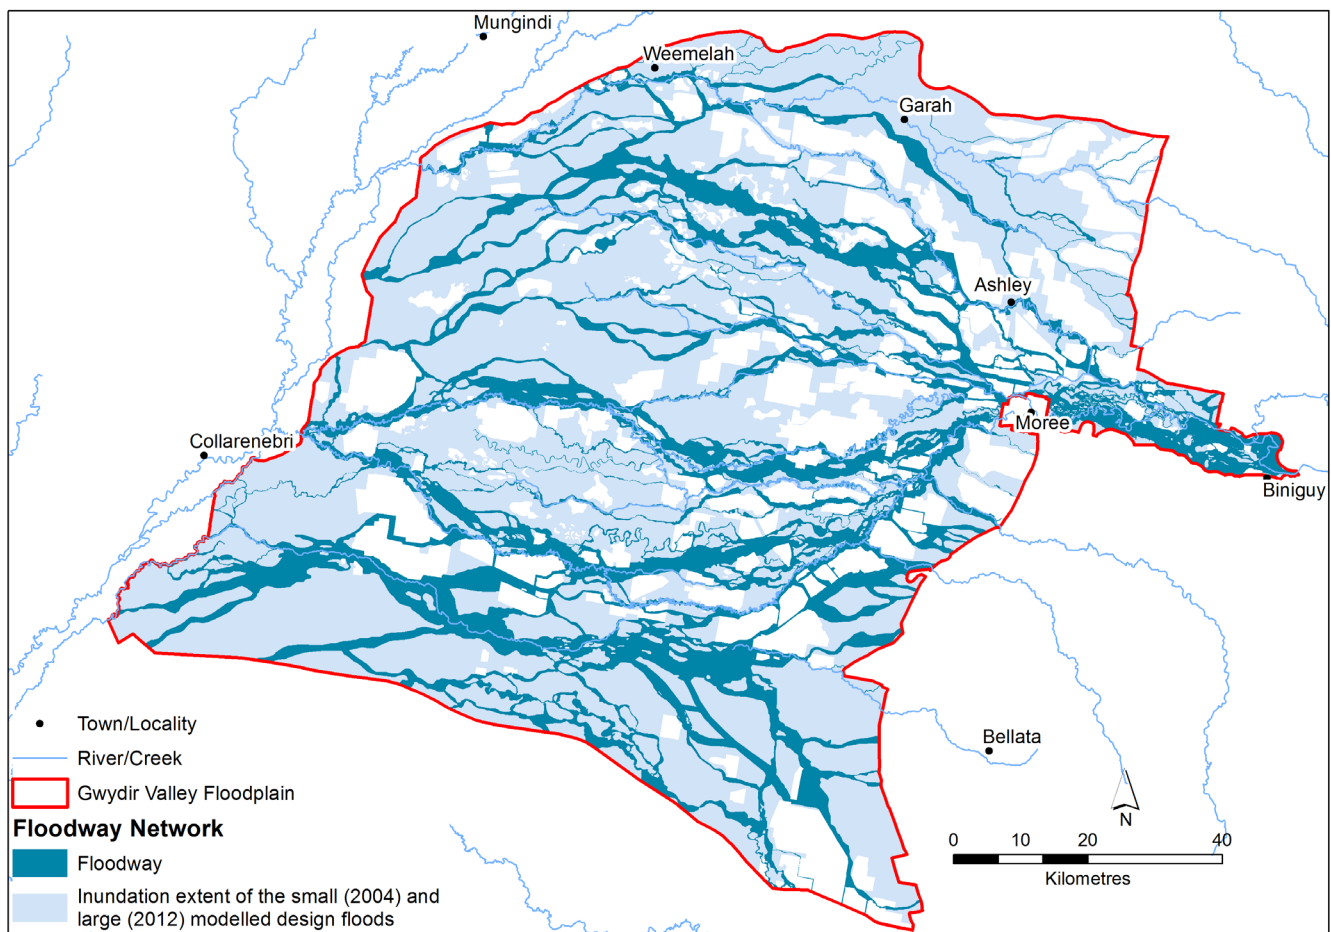 Mungindi
Weemelah
Garah
Ashley
Moree
Collarenebri
Biniguy
Bellata
Town/Locality
River/Creek
Gwydir Valley Floodplain
Floodway Network
Floodway
Inundation extent of the small (2004) and
large (2012) modelled design floods
N
0 10 20 40
Kilometres